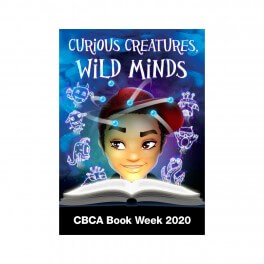 CURIOUS CREATURES,
WILD MINDS
CBCA Book Week 2020